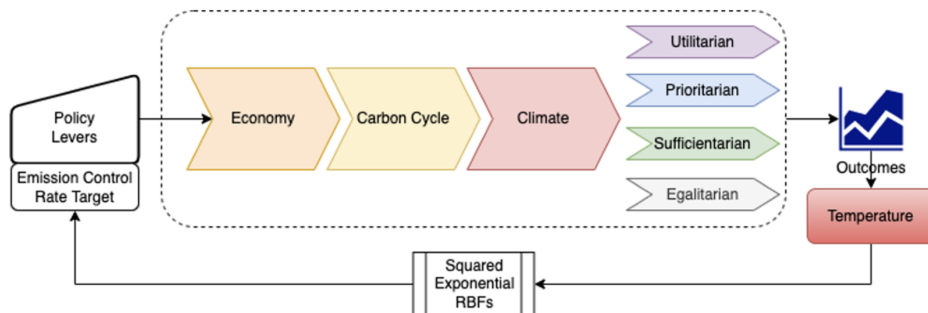 Policy
Levers
Emission Control
Rate Target
Economy
Carbon Cycle
Climate
Utilitarian
Prioritarian
Sufficientarian
Egalitarian
Outcomes
Temperature
Squared
Exponential
RBFs